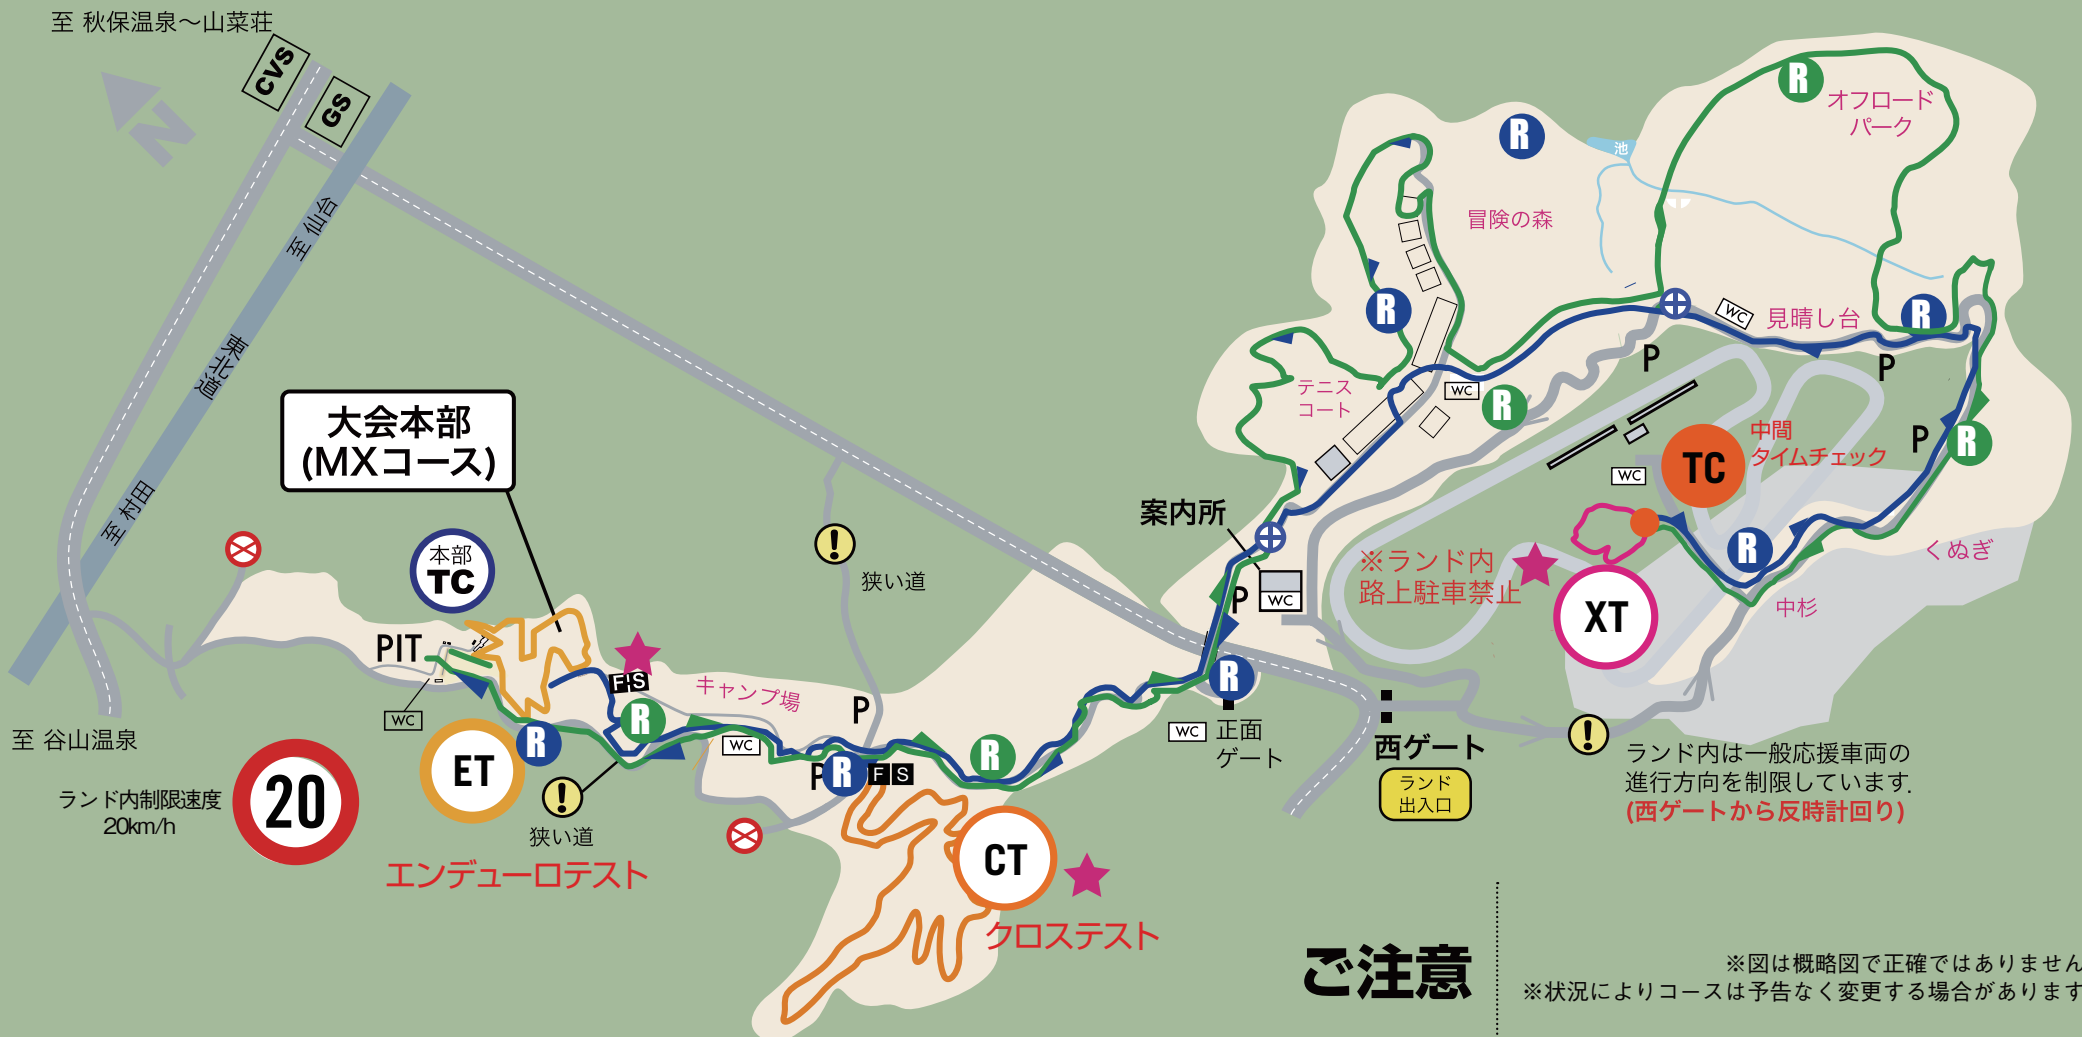 至 秋保温泉〜山菜荘
CVS
GS
N
至 仙台
東北道
至 村田
至 谷山温泉
大会本部
(MXコース)
本部
TC
PIT
WC
ET
R
エンデューロテスト
ランド内制限速度
20km/h
20
!
狭い道
FS
R
キャンプ場
WC
!
狭い道
P
P
R
F S
R
CT
クロステスト
R
オフロード
パーク
R
池
冒険の森
R
テニス
コート
WC
R
WC
見晴し台
R
P
P
P
R
案内所
WC
P
R
WC
正面
ゲート
※ランド内
路上駐車禁止
WC
TC
中間
タイムチェック
R
XT
中杉
くぬぎ
西ゲート
ランド
出入口
!
ランド内は一般応援車両の
進行方向を制限しています.
(西ゲートから反時計回り)
ご注意
※図は概略図で正確ではありません
※状況によりコースは予告なく変更する場合があります